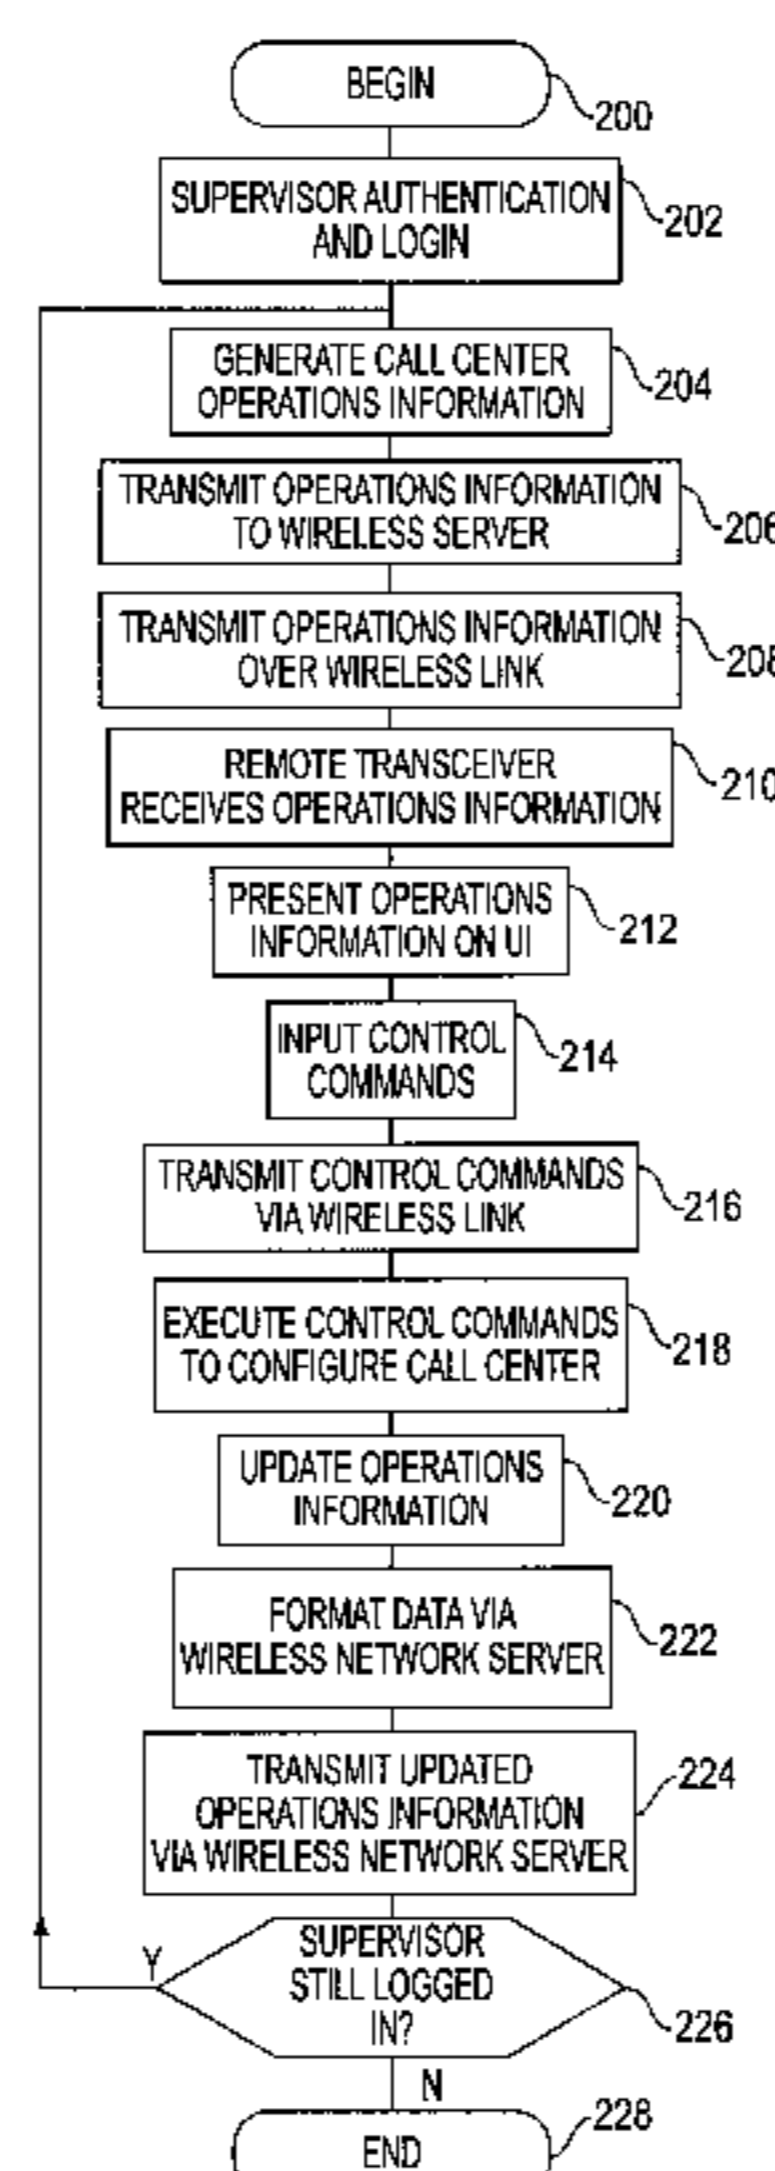 BEGIN
200
SUPERVISOR AUTHENTICATION
AND LOGIN
202
GENERATE CALL CENTER
OPERATIONS INFORMATION
204
TRANSMIT OPERATIONS INFORMATION
TO WIRELESS SERVER
206
TRANSMIT OPERATIONS INFORMATION
OVER WIRELESS LINK
208
REMOTE TRANSCEIVER
RECEIVES OPERATIONS INFORMATION
210
PRESENT OPERATIONS
INFORMATION ON UI
212
INPUT CONTROL
COMMANDS
214
TRANSMIT CONTROL COMMANDS
VIA WIRELESS LINK
216
EXECUTE CONTROL COMMANDS
TO CONFIGURE CALL CENTER
218
UPDATE OPERATIONS
INFORMATION
220
FORMAT DATA VIA
WIRELESS NETWORK SERVER
222
TRANSMIT UPDATED
OPERATIONS INFORMATION
VIA WIRELESS NETWORK SERVER
224
SUPERVISOR
STILL LOGGED
IN?
Y
226
N
228
END